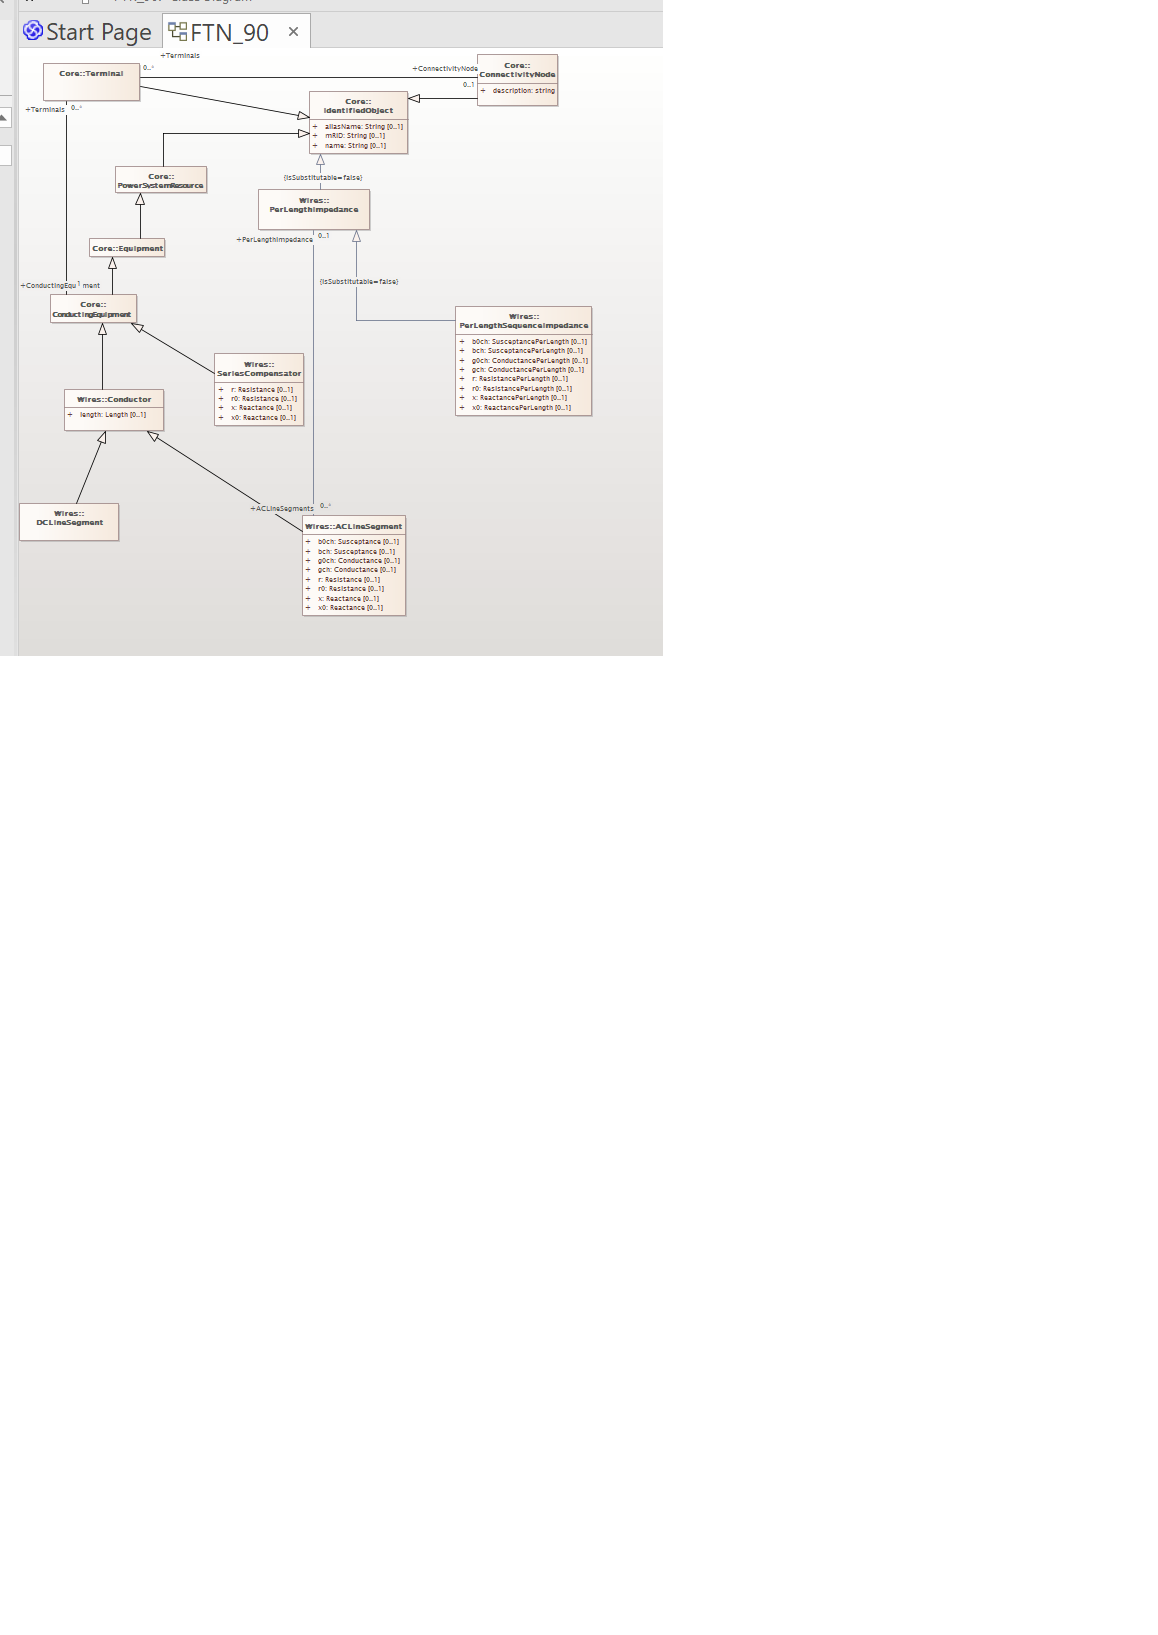 Start Page
FTN_90
+Terminals
0..*
+ConnectivityNode
0..1
Core::Terminal
Core::
ConnectivityNode
+ description: string
+Terminals
0..*
Core::
IdentifiedObject
+ aliasName: String [0..1]
+ mRID: String [0..1]
+ name: String [0..1]
Core::
PowerSystemResource
{isSubstitutable=false}
Wires::
PerLengthImpedance
+PerLengthImpedance
0..1
Core::Equipment
{isSubstitutable=false}
+ConductingEqu 1 ment
Core::
ConductingEquipment
Wires::
PerLengthSequenceImpedance
+ b0ch: SusceptancePerLength [0..1]
+ bch: SusceptancePerLength [0..1]
+ g0ch: ConductancePerLength [0..1]
+ gch: ConductancePerLength [0..1]
+ r: ResistancePerLength [0..1]
+ r0: ResistancePerLength [0..1]
+ x: ReactancePerLength [0..1]
+ x0: ReactancePerLength [0..1]
Wires::
SeriesCompensator
+ r: Resistance [0..1]
+ r0: Resistance [0..1]
+ x: Reactance [0..1]
+ x0: Reactance [0..1]
Wires::Conductor
+ length: Length [0..1]
Wires::
DCLineSegment
+ACLineSegments
0..*
Wires::ACLineSegment
+ b0ch: Susceptance [0..1]
+ bch: Susceptance [0..1]
+ g0ch: Conductance [0..1]
+ gch: Conductance [0..1]
+ r: Resistance [0..1]
+ r0: Resistance [0..1]
+ x: Reactance [0..1]
+ x0: Reactance [0..1]